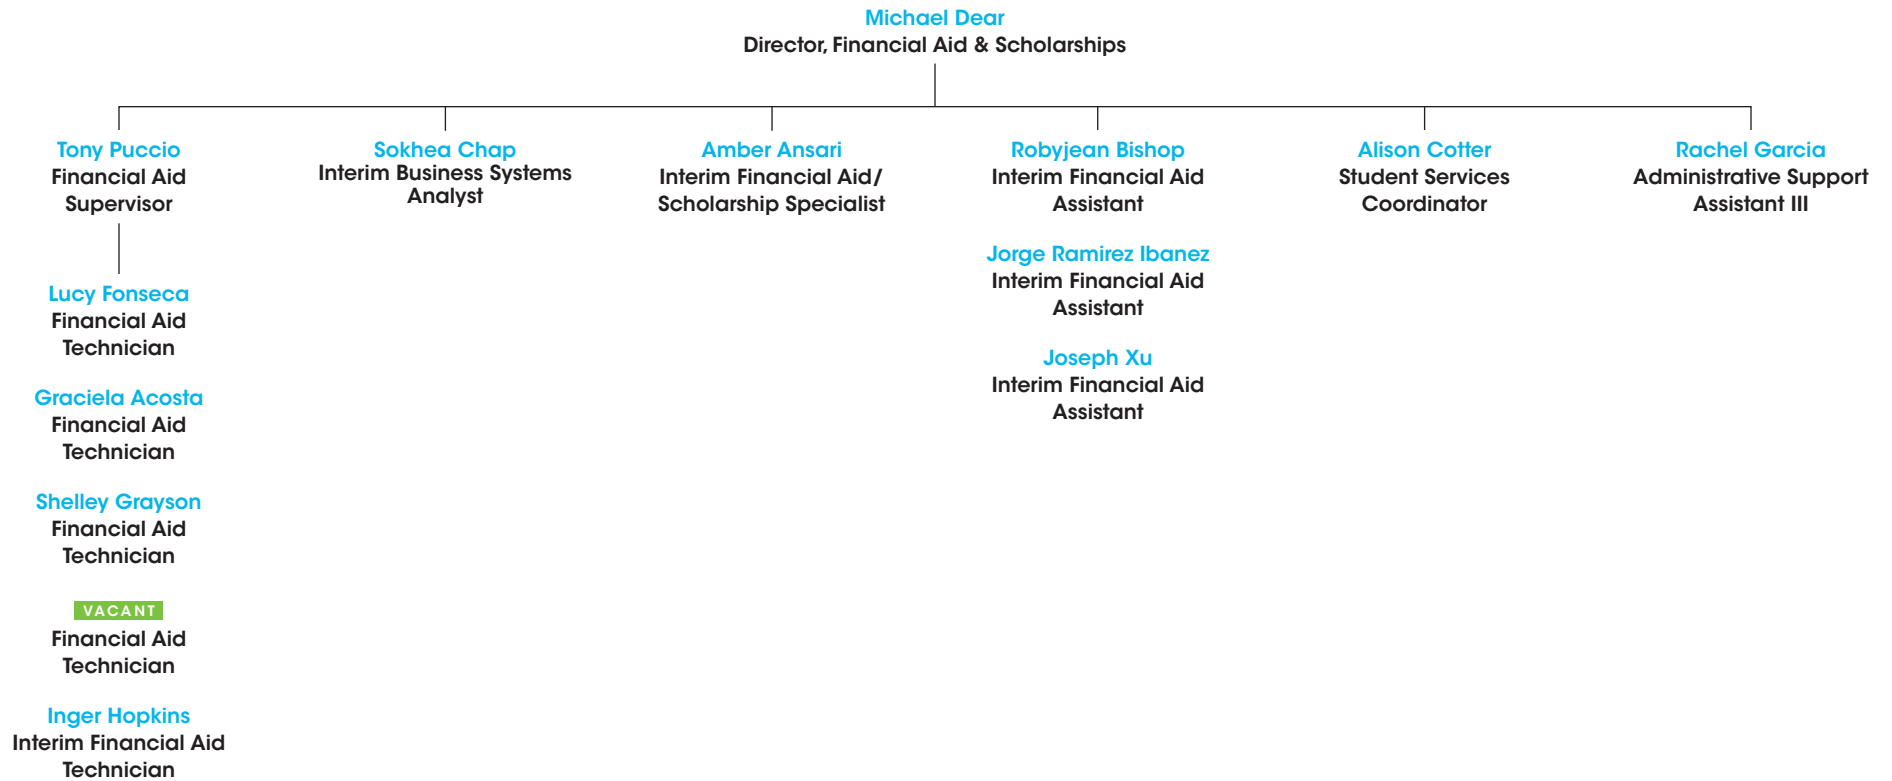 Michael Dear
Director, Financial Aid & Scholarships
Tony Puccio
Financial Aid
Supervisor
Lucy Fonseca
Financial Aid
Technician
Graciela Acosta
Financial Aid
Technician
Shelley Grayson
Financial Aid
Technician
VACANT
Financial Aid
Technician
Inger Hopkins
Interim Financial Aid
Technician
Sokhea Chap
Interim Business Systems
Analyst
Amber Ansari
Interim Financial Aid/
Scholarship Specialist
Robyjean Bishop
Interim Financial Aid
Assistant
Jorge Ramirez Ibanez
Interim Financial Aid
Assistant
Joseph Xu
Interim Financial Aid
Assistant
Alison Cotter
Student Services
Coordinator
Rachel Garcia
Administrative Support
Assistant III